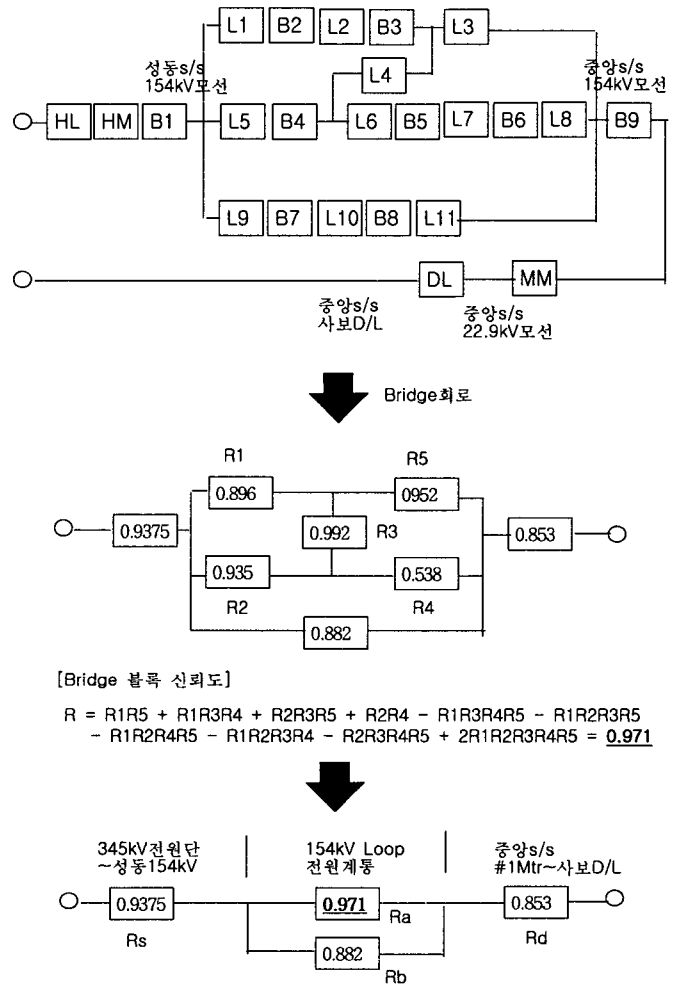 L1 B2 L2 B3 L3
성동s/s
154kV모선
L4
중앙s/s
154kV모선
HL HM B1 L5 B4 L6 B5 L7 B6 L8 B9
L9 B7 L10 B8 L11
DL MM
중앙s/s
사보D/L
중앙s/s
22.9kV모선
Bridge회로
R1 R5
0.896 0952
0.9375 0.992 R3 0.853
0.935 0.538
R2 R4
0.882
[Bridge 블록 신뢰도]
R = R1R5 + R1R3R4 + R2R3R5 + R2R4 - R1R3R4R5 - R1R2R3R5
- R1R2R4R5 - R1R2R3R4 - R2R3R4R5 + 2R1R2R3R4R5 = 0.971
345kV전원단
~성동154kV
154kV Loop
전원계통
중앙s/s
#1Mtr~사보D/L
0.9375 0.971 0.853
Rs Ra Rd
0.882
Rb